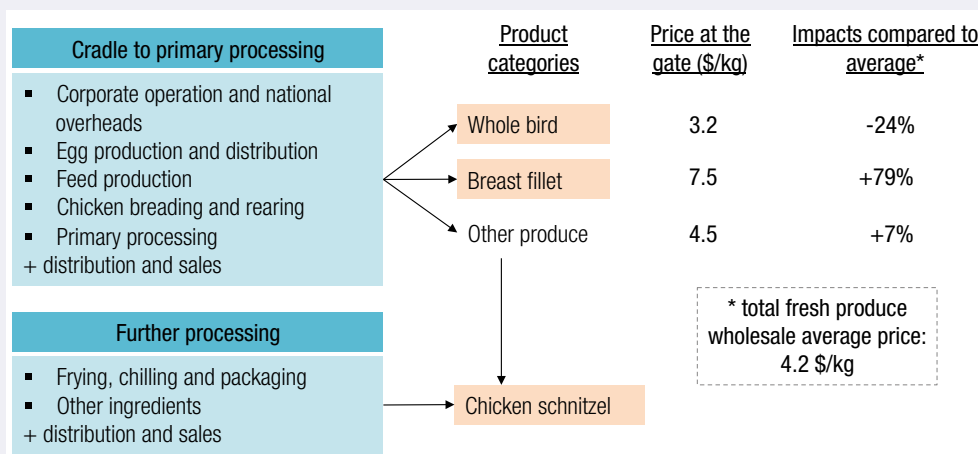 Cradle to primary processing
▪ Corporate operation and national
overheads
▪ Egg production and distribution
▪ Feed production
▪ Chicken breading and rearing
▪ Primary processing
+ distribution and sales
Further processing
▪ Frying, chilling and packaging
▪ Other ingredients
+ distribution and sales
Product
categories
Whole bird
Breast fillet
Other produce
Chicken schnitzel
Price at the
gate ($/kg)
3.2
7.5
4.5
Impacts compared to
average*
-24%
+79%
+7%
* total fresh produce
wholesale average price:
4.2 $/kg